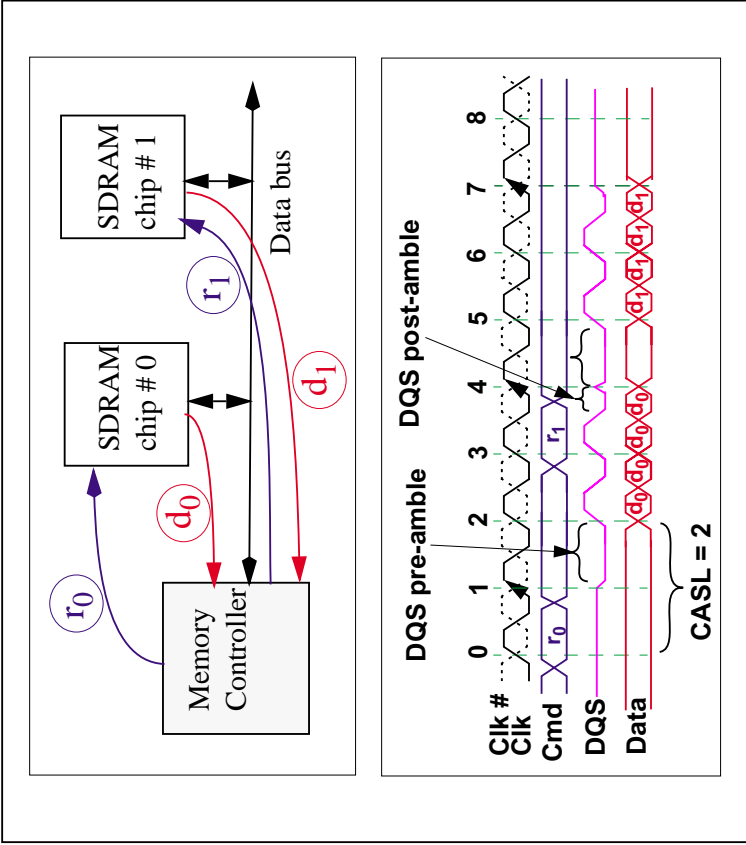 SDRAM
chip # 0
SDRAM
chip # 1
Memory
Controller
r0
d0
r1
d1
Data bus
DQS pre-amble
DQS post-amble
0 1 2 3 4 5 6 7 8
Clk #
Clk
Cmd
r0 r1
DQS
Data
d0 d0 d0 d0 d1 d1 d1 d1
CASL = 2